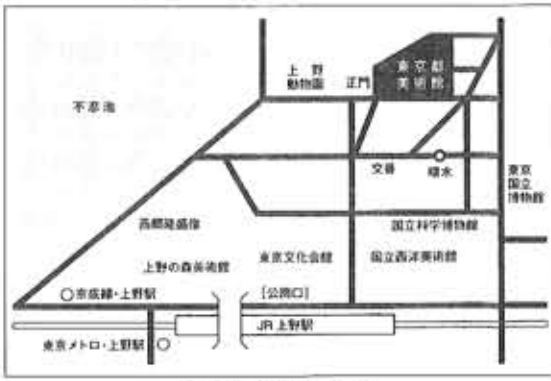 上野
動物園
正門
東京都
美術館
不忍池
交番
噴水
東京
国立
博物館
西郷隆盛像
国立科学博物館
上野の森美術館
東京文化会館
国立西洋美術館
京成線・上野駅
[公園口]
JR上野駅
東京メトロ・上野駅